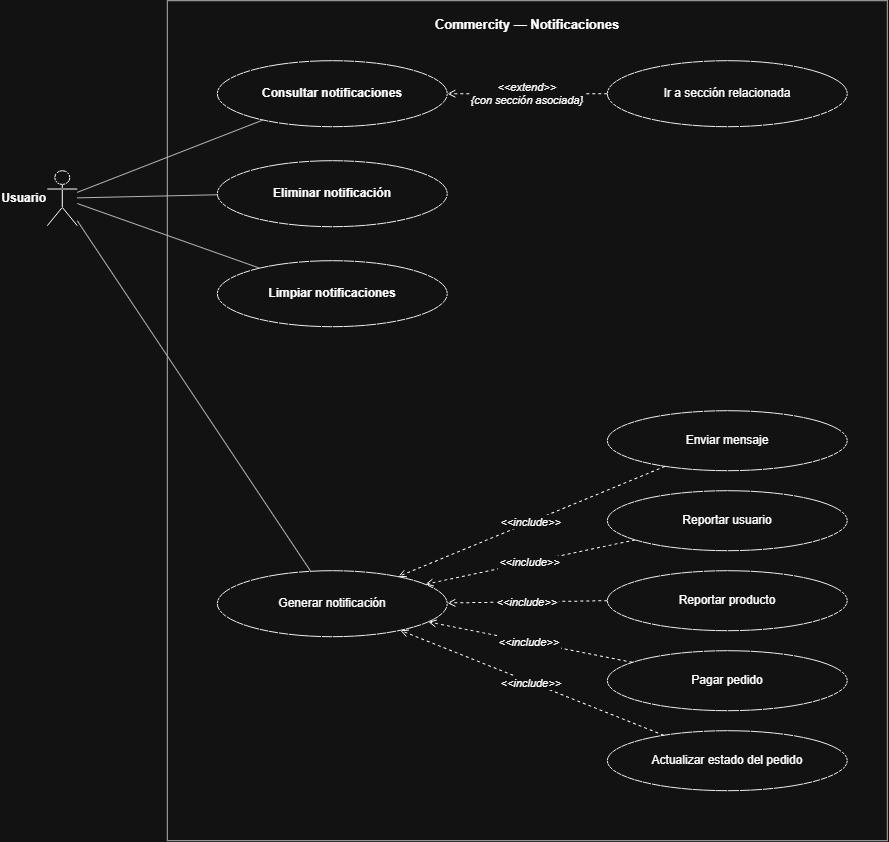 Commercity — Notificaciones
Consultar notificaciones
<<extend>>
{con sección asociada}
Ir a sección relacionada
Usuario
Eliminar notificación
Limpiar notificaciones
Enviar mensaje
<<include>>
Reportar usuario
<<include>>
Generar notificación
<<include>>
Reportar producto
<<include>>
Pagar pedido
<<include>>
Actualizar estado del pedido